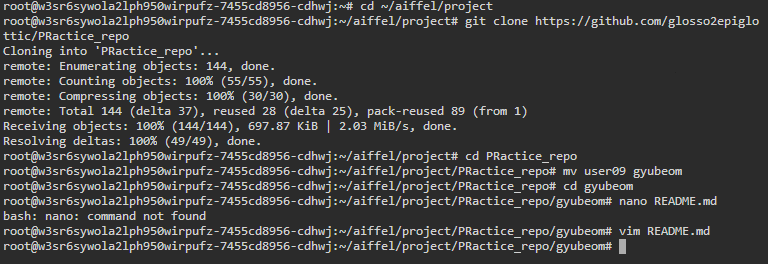 root@w3sr6sywola2lph950wirpufz-7455cd8956-cdhwj:~# cd ~/aiffel/project
root@w3sr6sywola2lph950wirpufz-7455cd8956-cdhwj:~/aiffel/project# git clone https://github.com/glosso2epiglo
ttic/PRactice_repo
Cloning into 'PRactice_repo'...
remote: Enumerating objects: 144, done.
remote: Counting objects: 100% (55/55), done.
remote: Compressing objects: 100% (30/30), done.
remote: Total 144 (delta 37), reused 28 (delta 25), pack-reused 89 (from 1)
Receiving objects: 100% (144/144), 697.87 KiB | 2.03 MiB/s, done.
Resolving deltas: 100% (49/49), done.
root@w3sr6sywola2lph950wirpufz-7455cd8956-cdhwj:~/aiffel/project# cd PRactice_repo
root@w3sr6sywola2lph950wirpufz-7455cd8956-cdhwj:~/aiffel/project/PRactice_repo# mv user09 gyubeom
root@w3sr6sywola2lph950wirpufz-7455cd8956-cdhwj:~/aiffel/project/PRactice_repo# cd gyubeom
root@w3sr6sywola2lph950wirpufz-7455cd8956-cdhwj:~/aiffel/project/PRactice_repo/gyubeom# nano README.md
bash: nano: command not found
root@w3sr6sywola2lph950wirpufz-7455cd8956-cdhwj:~/aiffel/project/PRactice_repo/gyubeom# vim README.md
root@w3sr6sywola2lph950wirpufz-7455cd8956-cdhwj:~/aiffel/project/PRactice_repo/gyubeom#